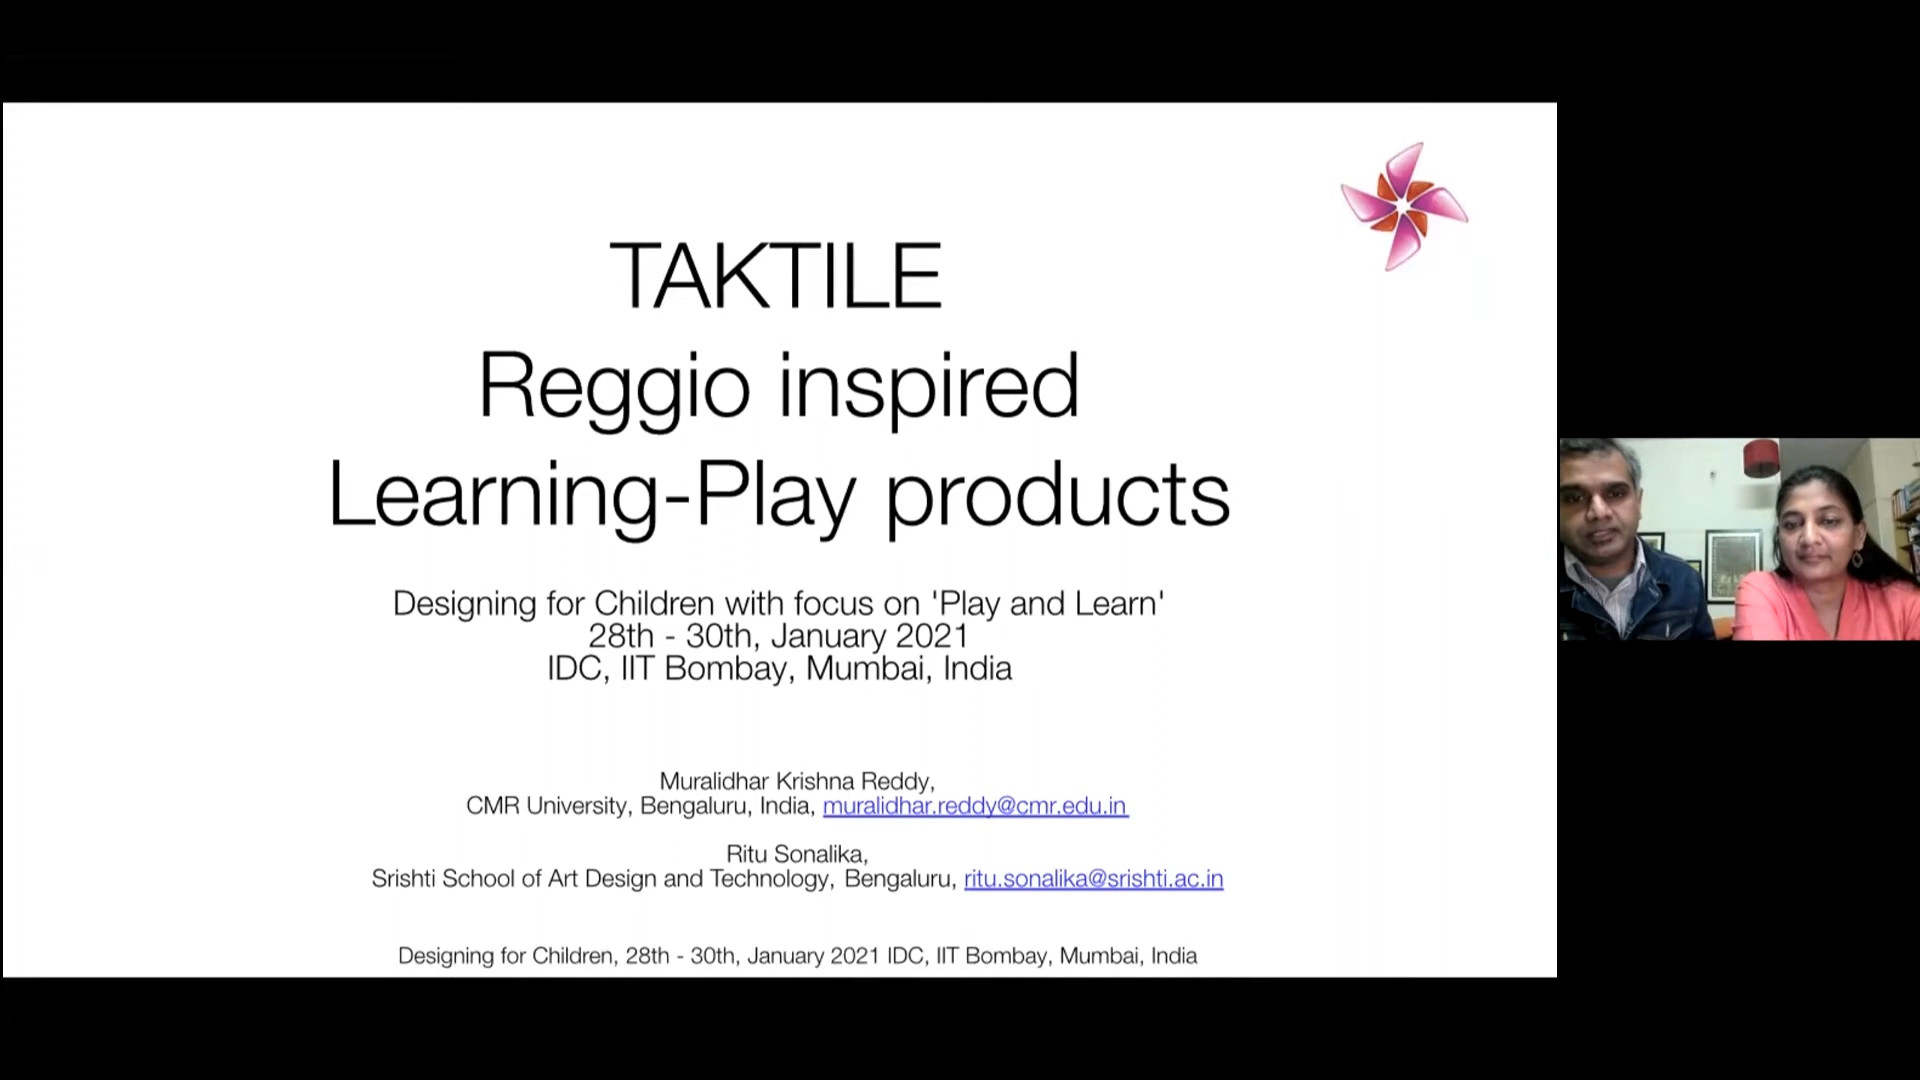 TAKTILE
Reggio inspired
Learning-Play products
Designing for Children with focus on 'Play and Learn'
28th - 30th, January 2021
IDC, IIT Bombay, Mumbai, India
Muralidhar Krishna Reddy,
CMR University, Bengaluru, India, muralidhar.reddy@cmr.edu.in
Ritu Sonalika,
Srishti School of Art Design and Technology, Bengaluru, ritu.sonalika@srishti.ac.in
Designing for Children, 28th - 30th, January 2021 IDC, IIT Bombay, Mumbai, India